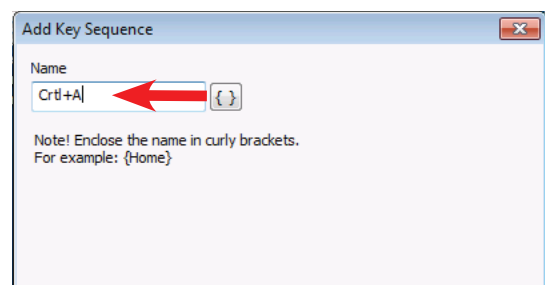 Add Key Sequence
Name
Crtl+A
{ }
Note! Enclose the name in curly brackets.
For example: {Home}